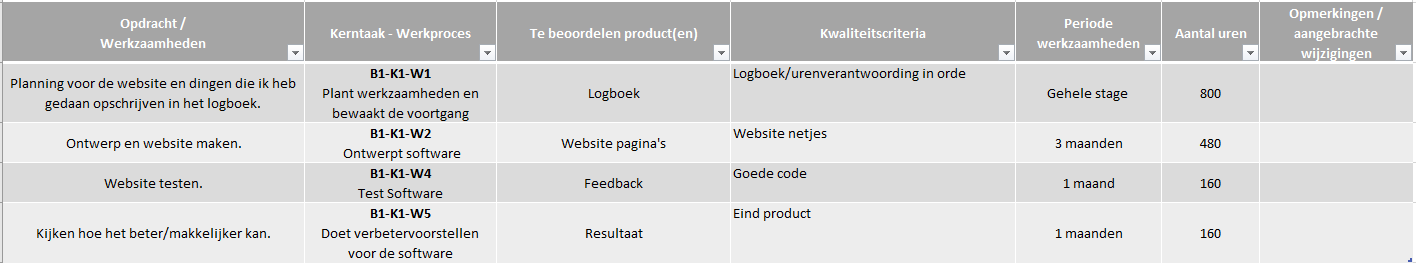 Opdracht /
Werkzaamheden
Kerntaak - Werkproces
Te beoordelen product(en)
Kwaliteitscriteria
Periode
werkzaamheden
Aantal uren
Opmerkingen /
aangebrachte
wijzigingen
Planning voor de website en dingen die ik heb
gedaan opschrijven in het logboek.
B1-K1-W1
Plant werkzaamheden en
bewaakt de voortgang
Logboek
Logboek/urenverantwoording in orde
Gehele stage
800
Ontwerp en website maken.
B1-K1-W2
Ontwerpt software
Website pagina's
Website netjes
3 maanden
480
Website testen.
B1-K1-W4
Test Software
Feedback
Goede code
1 maand
160
Kijken hoe het beter/makkelijker kan.
B1-K1-W5
Doet verbetervoorstellen
voor de software
Resultaat
Eind product
1 maanden
160